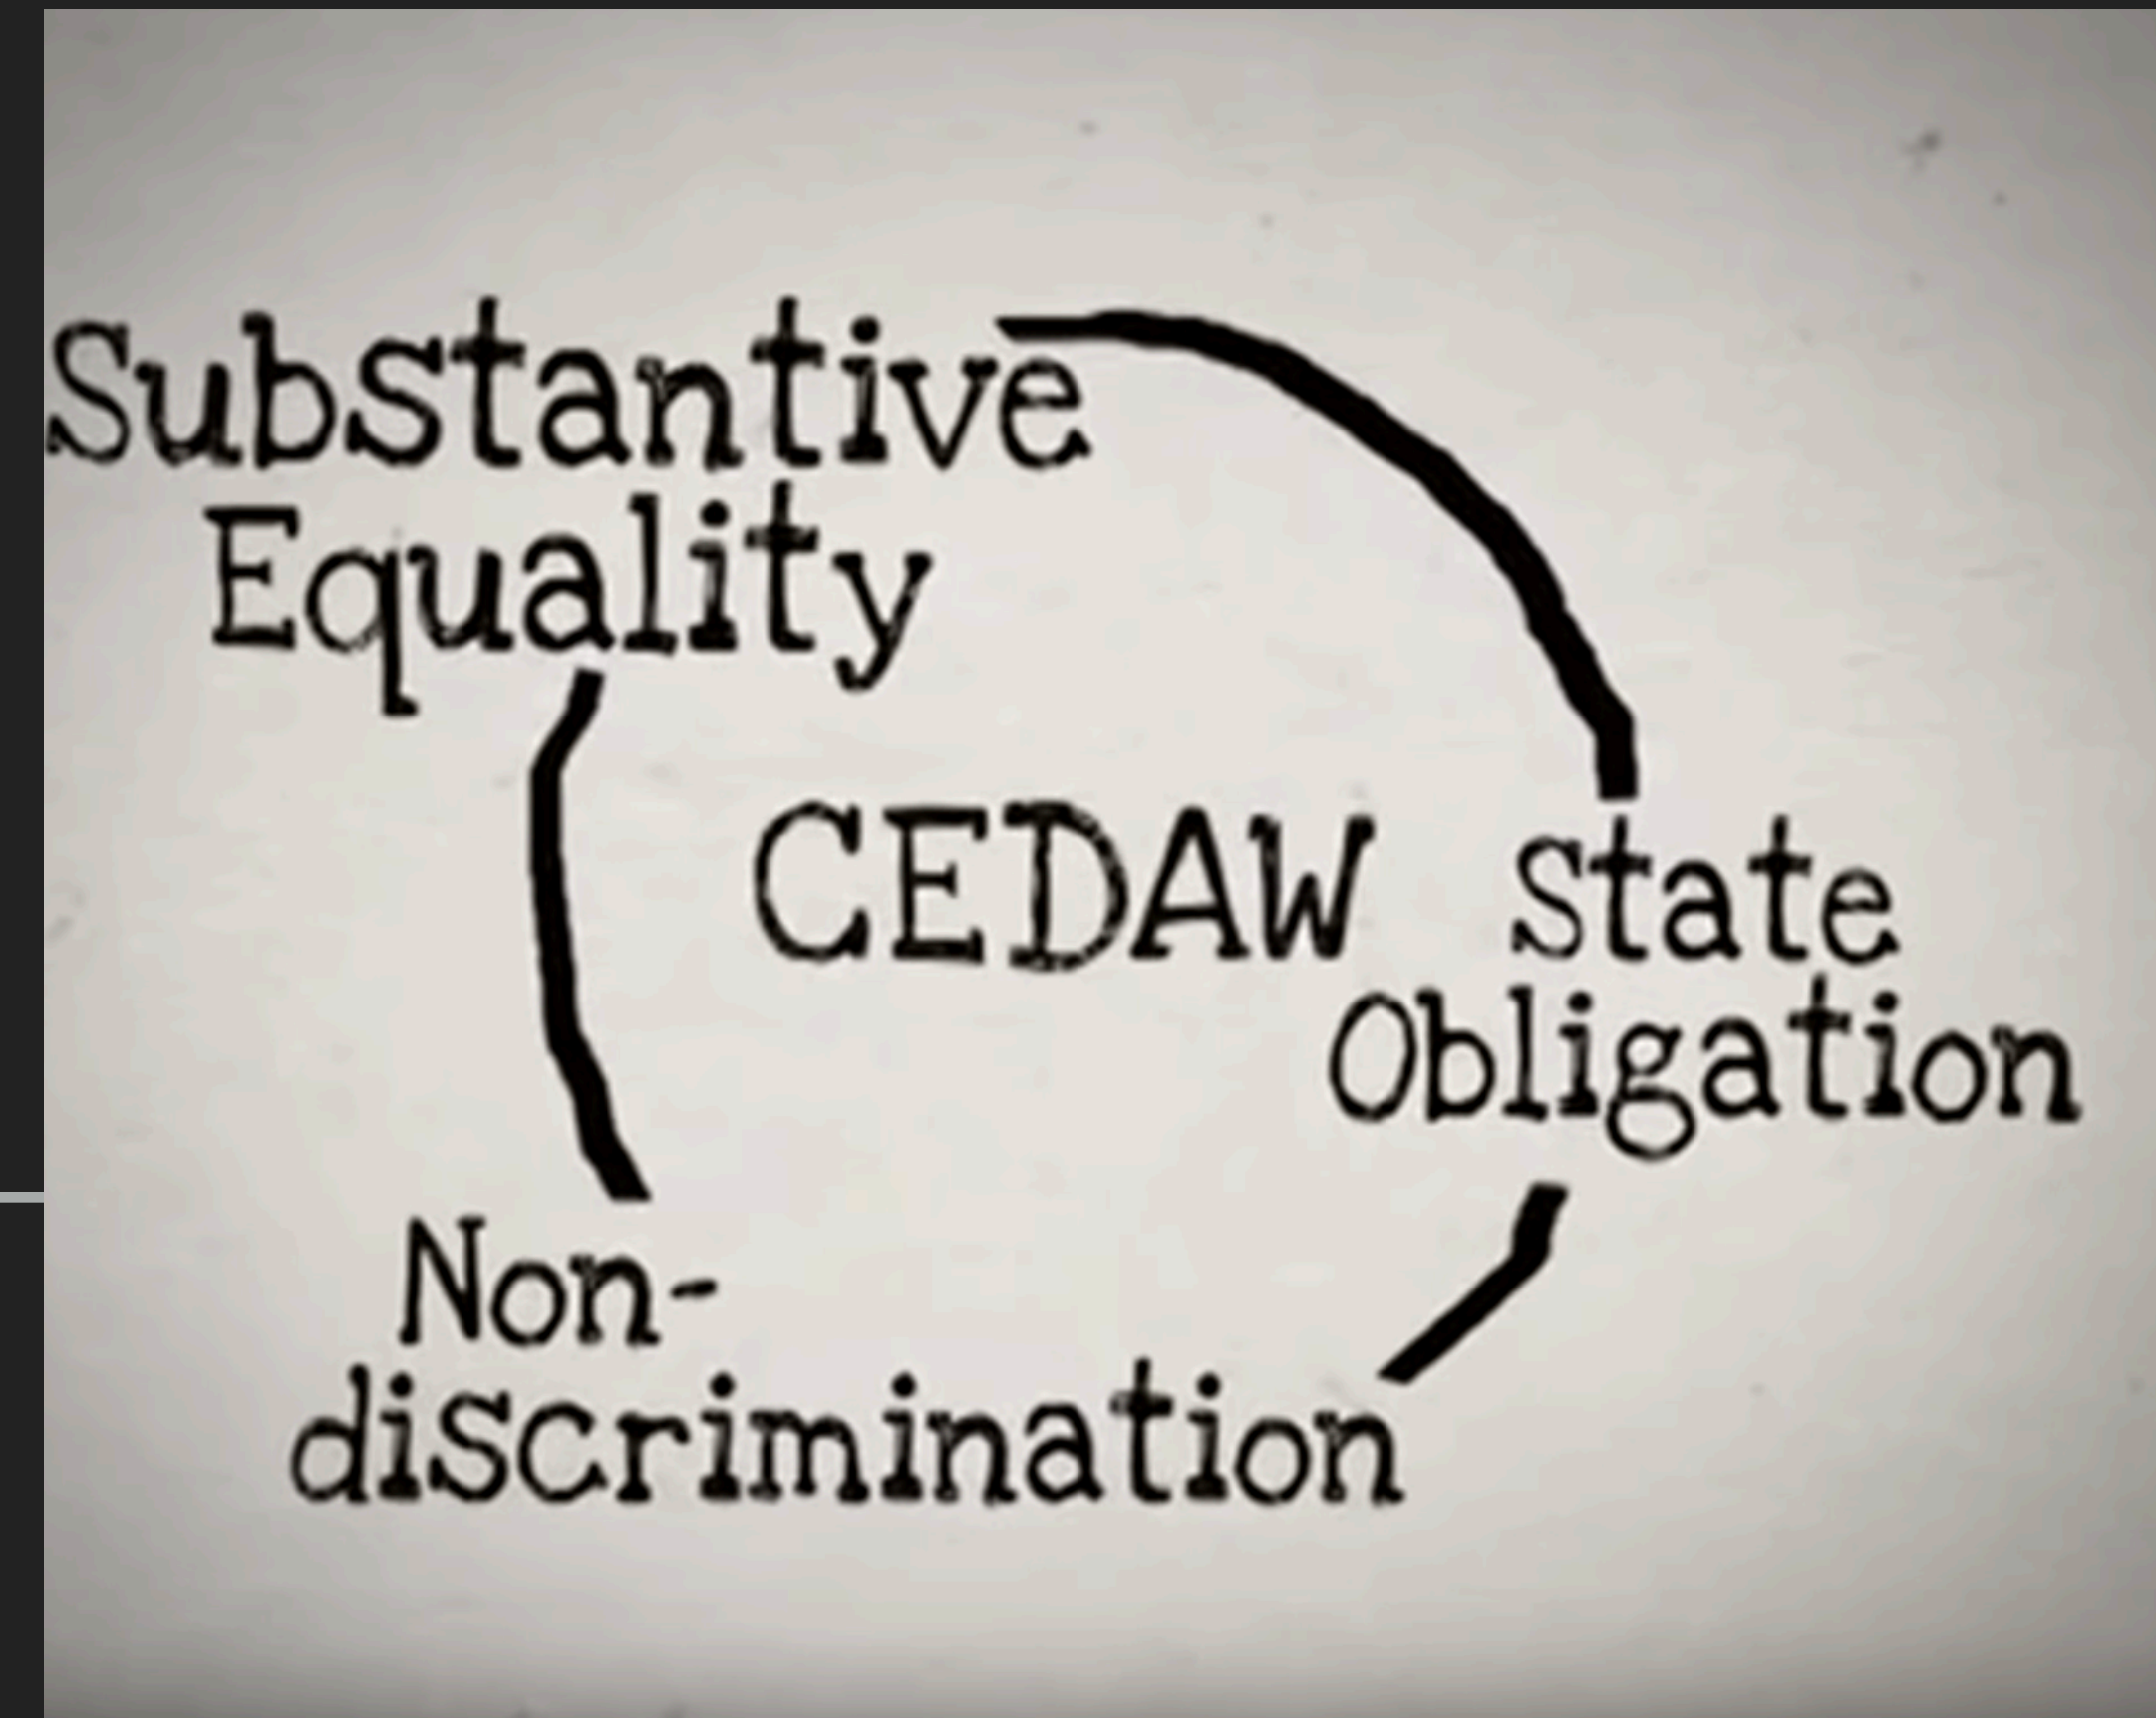 Substantive
Equality
CEDAW
State
Obligation
Non-
discrimination